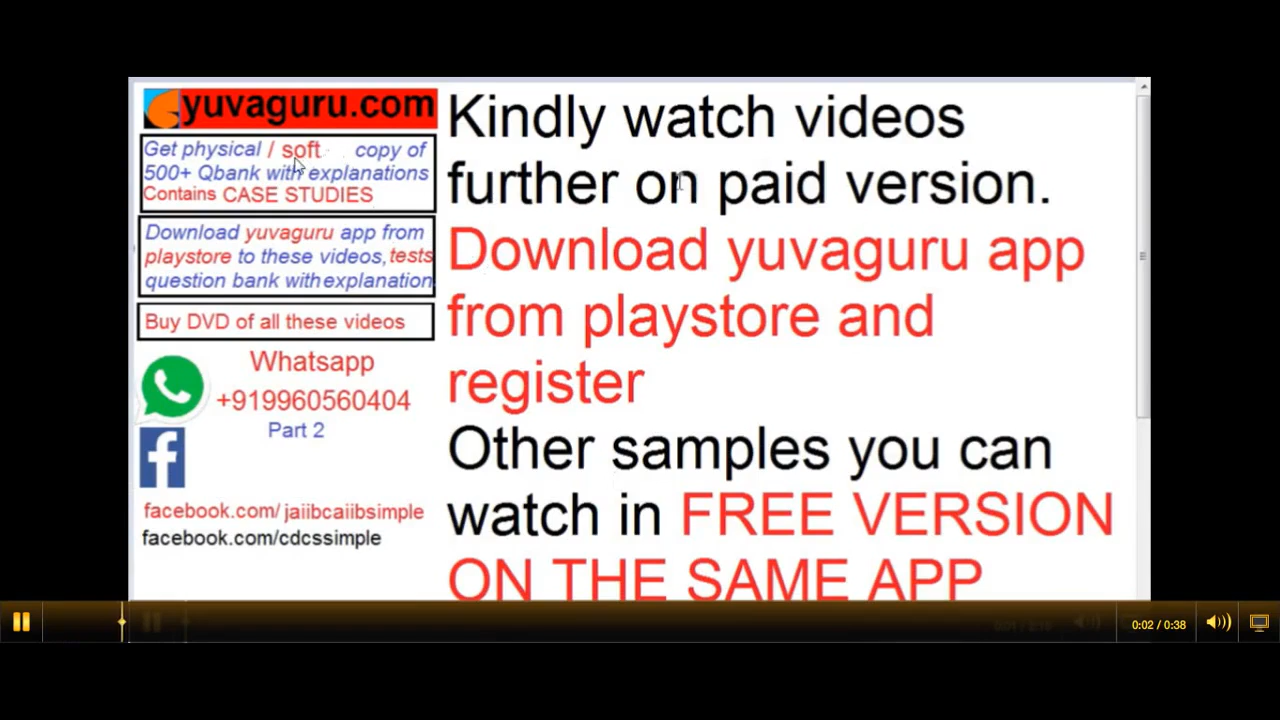 yuvaguru.com
Get physical / soft copy of
500+ Qbank with explanations
Contains CASE STUDIES
Download yuvaguru app from
playstore to these videos, tests
question bank with explanation
Buy DVD of all these videos
Whatsapp
+919960560404
Part 2
facebook.com/ jaiibcaiibsimple
facebook.com/cdcssimple
Kindly watch videos
further on paid version.
Download yuvaguru app
from playstore and
register
Other samples you can
watch in FREE VERSION
ON THE SAME APP
0:02 / 0:38